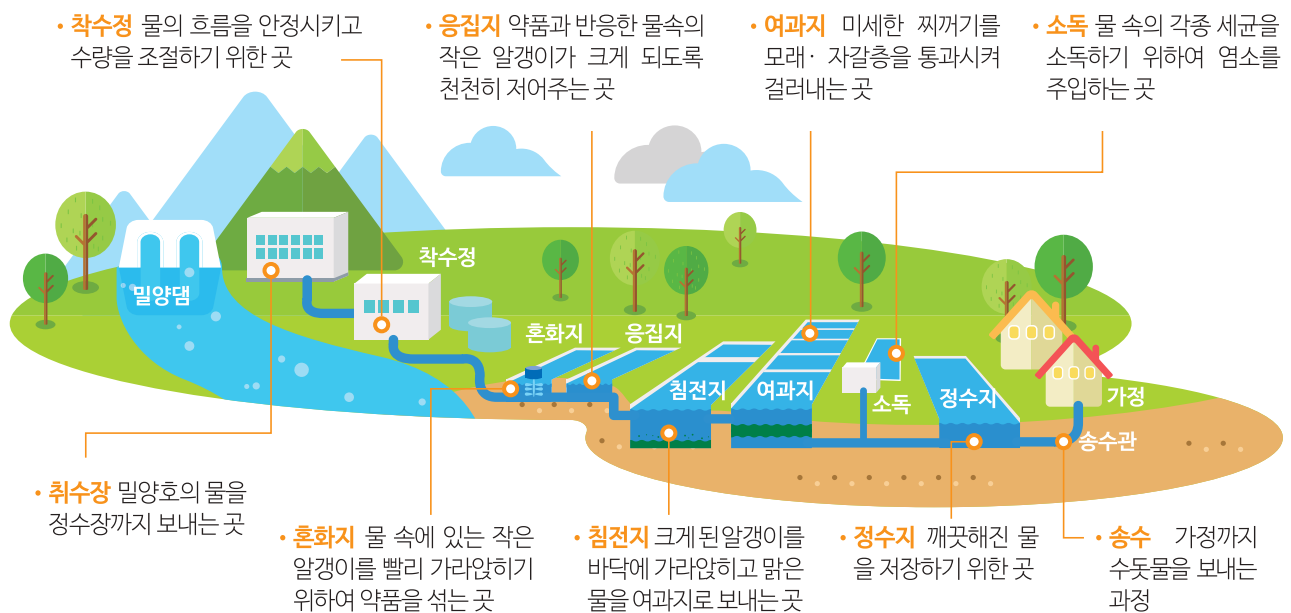 • 착수정 물의 흐름을 안정시키고
수량을 조절하기 위한 곳
• 응집지 약품과 반응한 물속의
작은 알갱이가 크게 되도록
천천히 저어주는 곳
• 여과지 미세한 찌꺼기를
모래· 자갈층을 통과시켜
걸러내는 곳
• 소독 물 속의 각종 세균을
소독하기 위하여 염소를
주입하는 곳
밀양댐
착수정
혼화지
응집지
침전지
여과지
소독
정수지
가정
송수관
• 취수장 밀양호의 물을
정수장까지 보내는 곳
• 혼화지 물 속에 있는 작은
알갱이를 빨리 가라앉히기
위하여 약품을 섞는 곳
• 침전지 크게 된 알갱이를
바닥에 가라앉히고 맑은
물을 여과지로 보내는 곳
• 정수지 깨끗해진 물
을 저장하기 위한 곳
• 송수 가정까지
수돗물을 보내는
과정